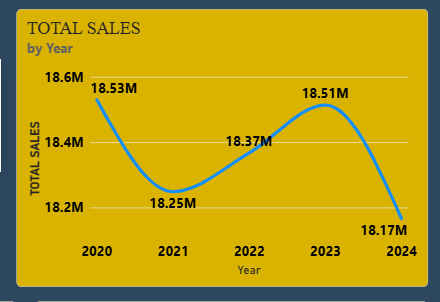 TOTAL SALES
by Year
18.6M
18.53M
18.51M
18.4M
18.37M
TOTAL SALES
18.25M
18.2M
18.17M
2020 2021 2022 2023 2024
Year